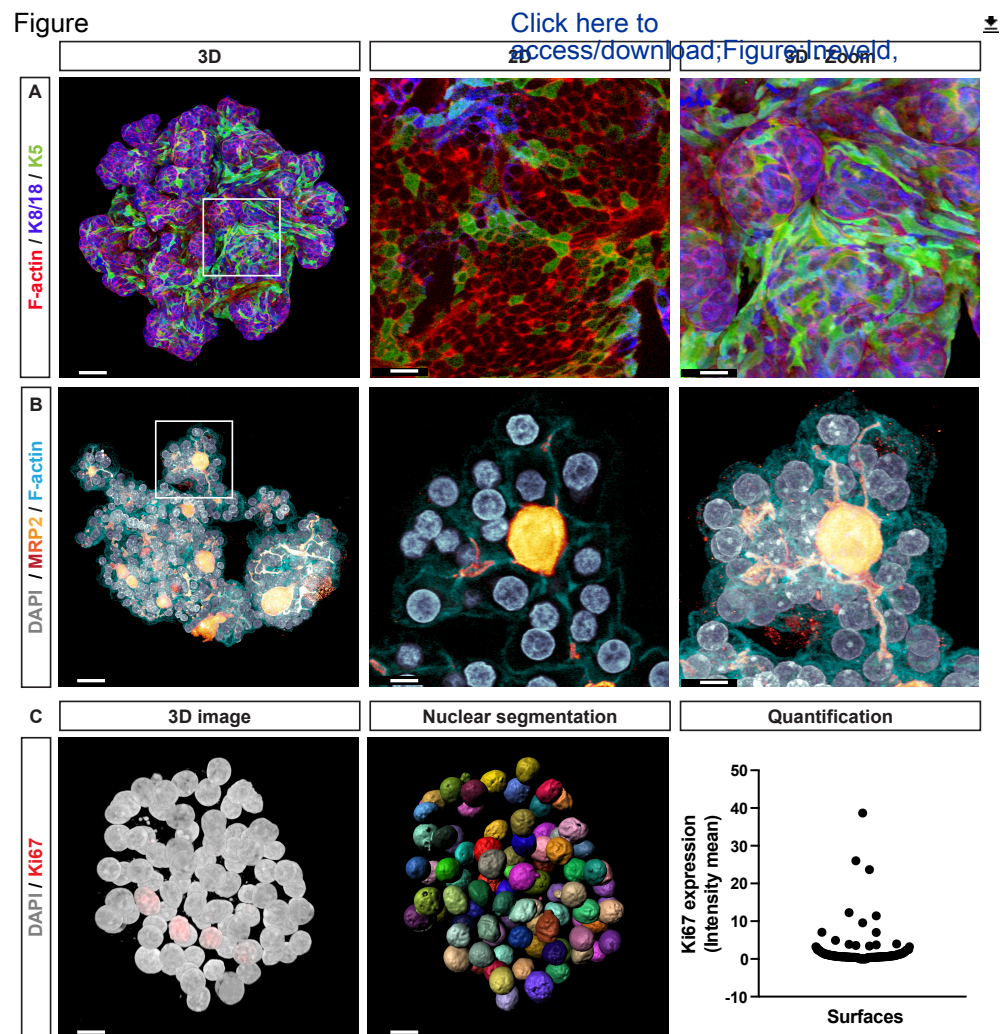 Figure
Click here to
access/download;Figure;Ineveld,
3D
2D
3D - Zoom
A
F-actin / K8/18 / K5
B
DAPI / MRP2 / F-actin
C
3D image
Nuclear segmentation
Quantification
DAPI / Ki67
Ki67 expression
(Intensity mean)
50
40
30
20
10
0
-10
Surfaces